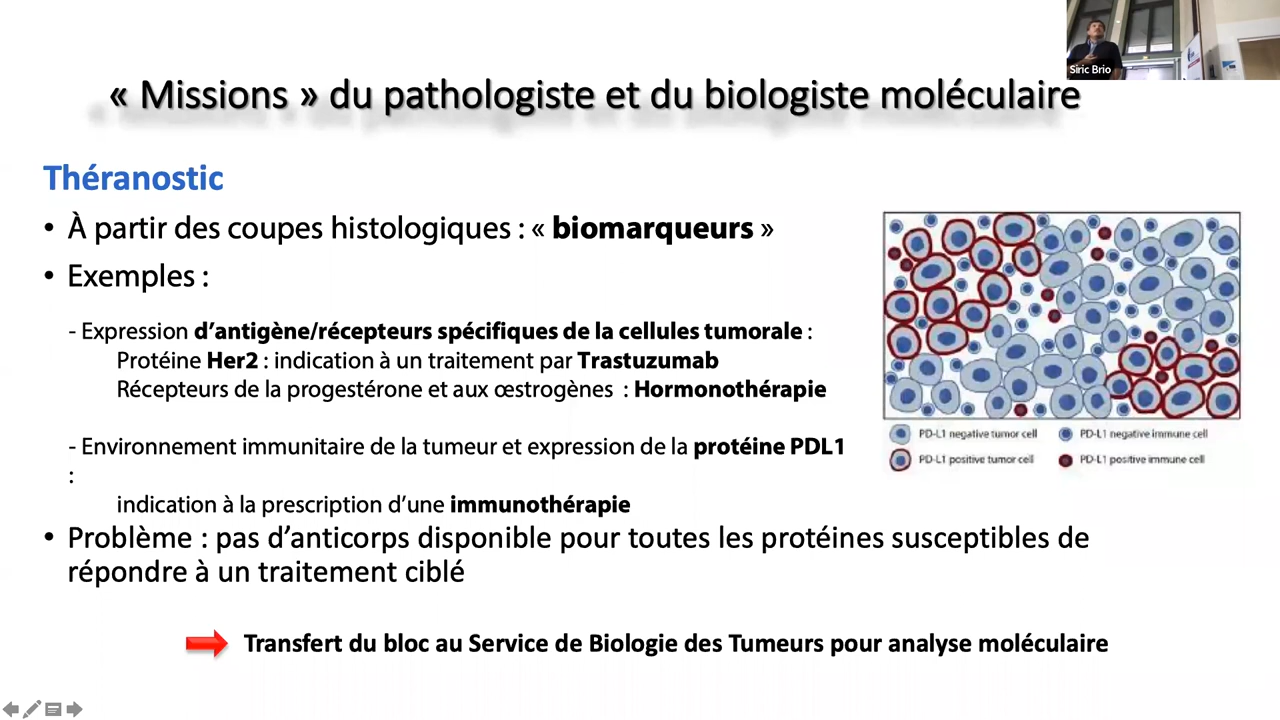 Siric Brio
« Missions » du pathologiste et du biologiste moléculaire
Théranostic
• À partir des coupes histologiques : « biomarqueurs »
• Exemples :
- Expression d’antigène/récepteurs spécifiques de la cellules tumorale :
Protéine Her2 : indication à un traitement par Trastuzumab
Récepteurs de la progestérone et aux œstrogènes : Hormonothérapie
- Environnement immunitaire de la tumeur et expression de la protéine PDL1
:
indication à la prescription d’une immunothérapie
• Problème : pas d’anticorps disponible pour toutes les protéines susceptibles de
répondre à un traitement ciblé
Transfert du bloc au Service de Biologie des Tumeurs pour analyse moléculaire
PD-L1 negative tumor cell
PD-L1 negative immune cell
PD-L1 positive tumor cell
PD-L1 positive immune cell